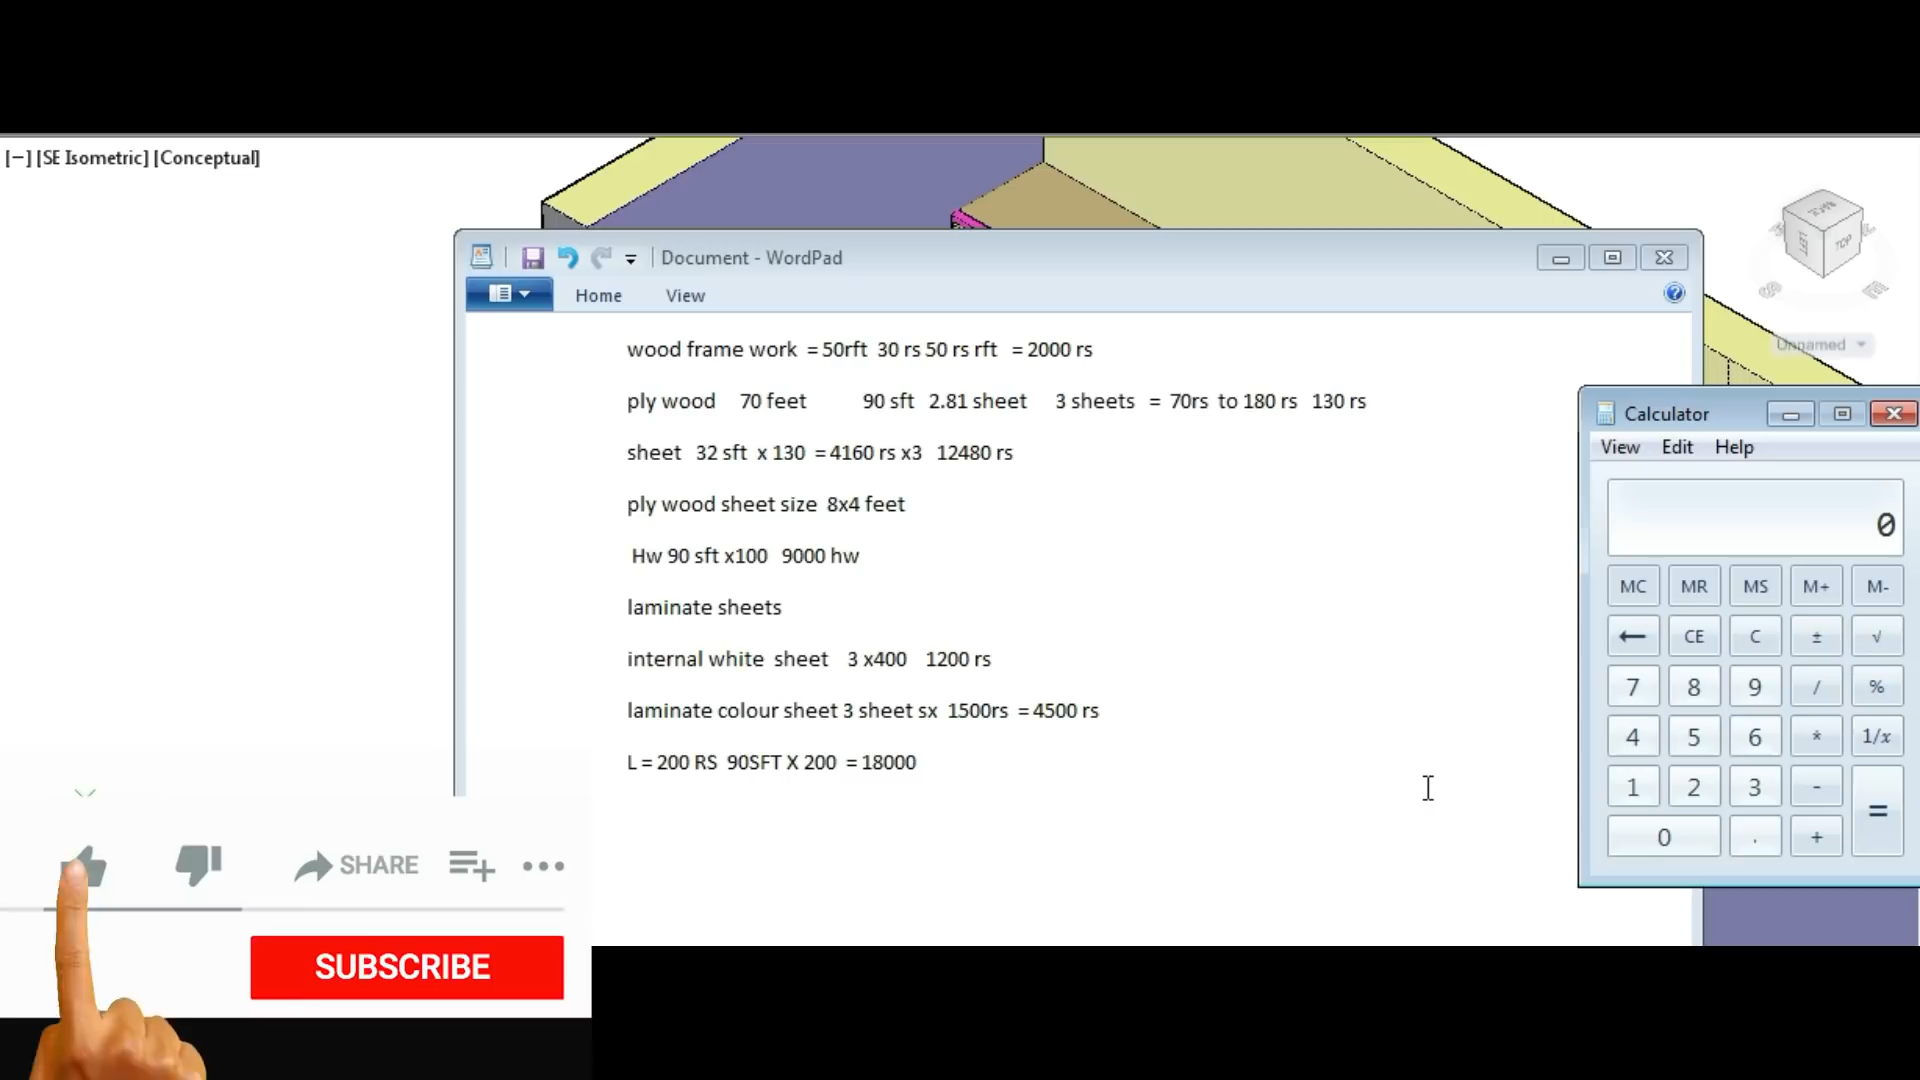 [−] [SE Isometric] [Conceptual]
Document - WordPad
Home View
wood frame work = 50rft 30 rs 50 rs rft = 2000 rs
ply wood 70 feet 90 sft 2.81 sheet 3 sheets = 70rs to 180 rs 130 rs
sheet 32 sft x 130 = 4160 rs x3 12480 rs
ply wood sheet size 8x4 feet
Hw 90 sft x100 9000 hw
laminate sheets
internal white sheet 3 x400 1200 rs
laminate colour sheet 3 sheet sx 1500rs = 4500 rs
L = 200 RS 90SFT X 200 = 18000
TOP
Unnamed
Calculator
View Edit Help
0
MC MR MS M+ M-
← CE C ± √
7 8 9 / %
4 5 6 * 1/x
1 2 3 - =
0 . +
SHARE
SUBSCRIBE